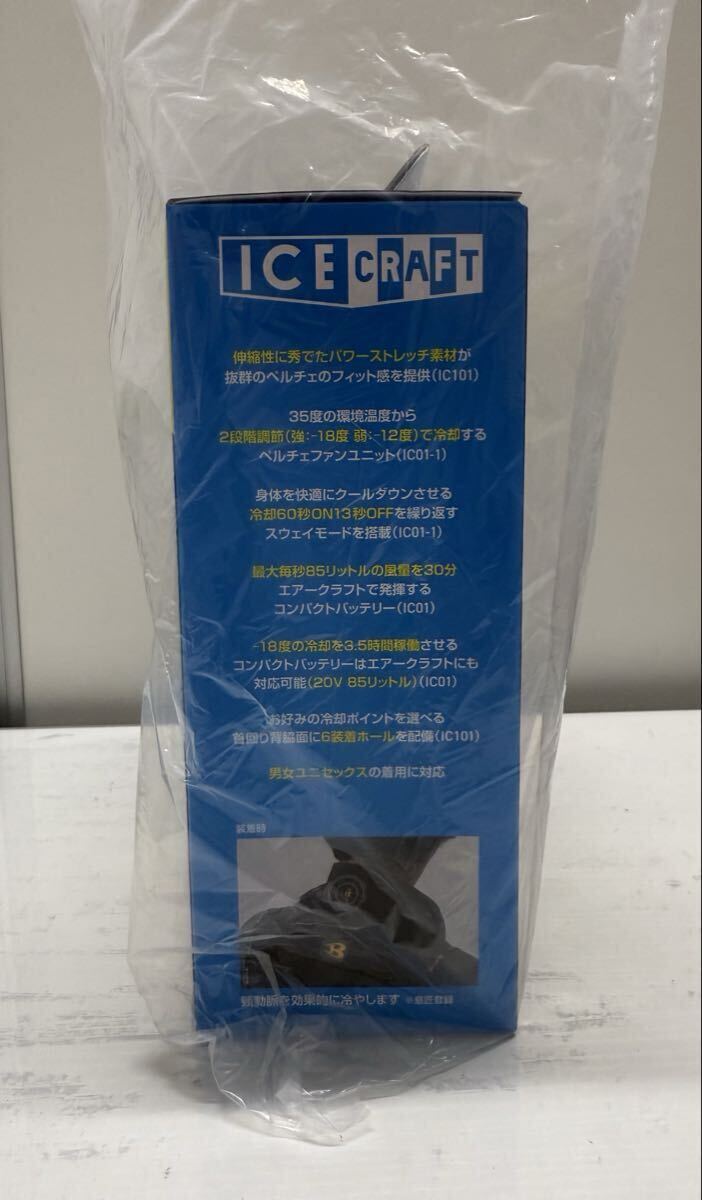 ICE CRAFT
伸縮性に秀でたパワーストレッチ素材が
抜群のペルチェのフィット感を提供(IC101)
35度の環境温度から
2段階調節(強:-18度 弱:-12度)で冷却する
ペルチェファンユニット(IC01-1)
身体を快適にクールダウンさせる
冷却60秒ON13秒OFFを繰り返す
スウェイモードを搭載(IC01-1)
最大毎秒85リットルの風量を30分
エアークラフトで発揮する
コンパクトバッテリー(IC01)
-18度の冷却を3.5時間稼働させる
コンパクトバッテリーはエアークラフトにも
対応可能(20V 85リットル)(IC01)
お好みの冷却ポイントを選べる
首回り背脇面に6装着ホールを配備(IC101)
男女ユニセックスの着用に対応
装着時
B
頸動脈を効果的に冷やします ※意匠登録